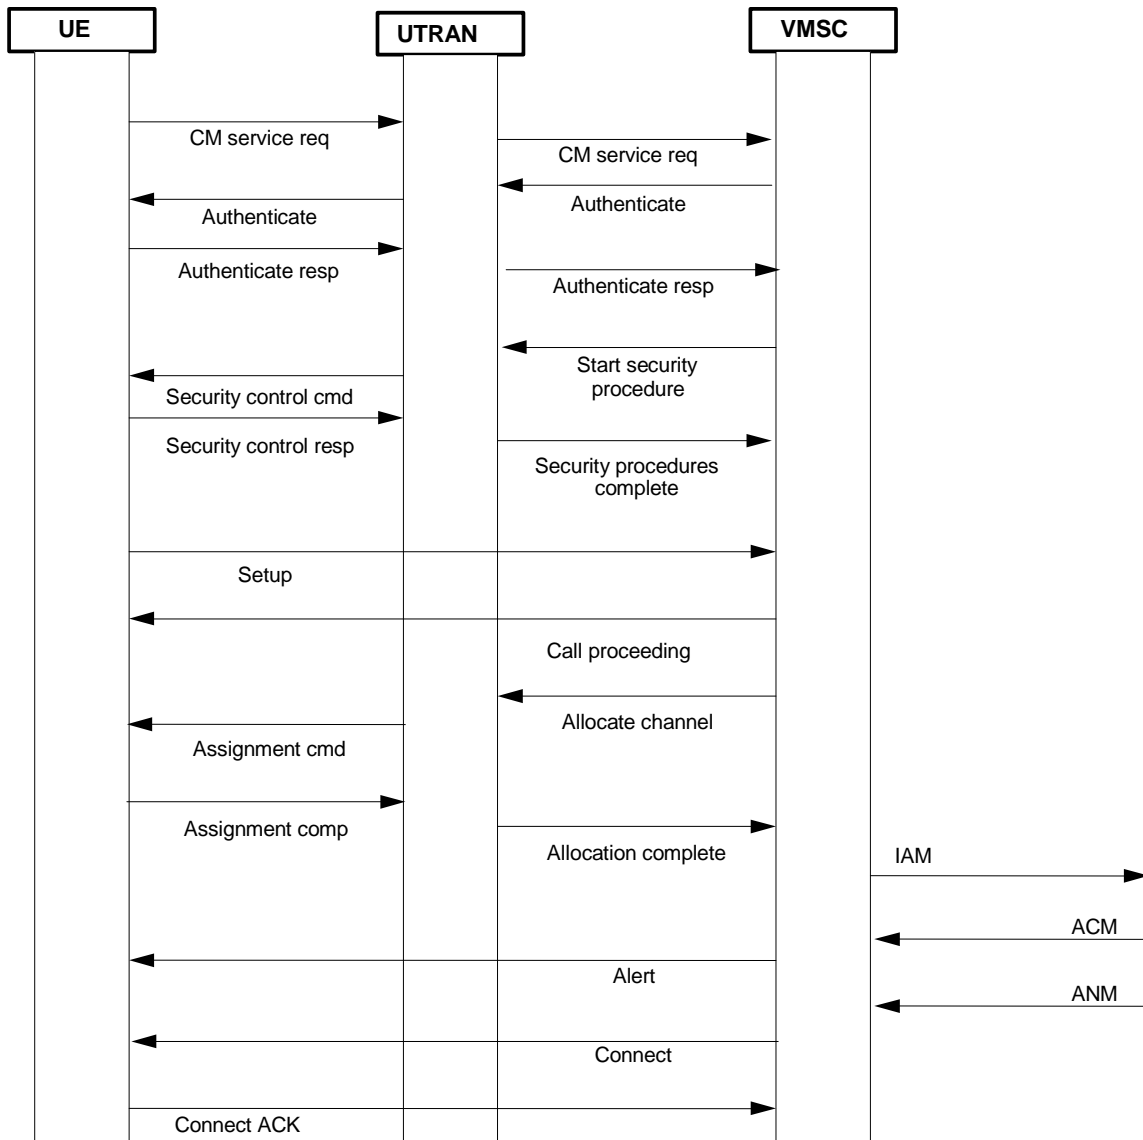 UE
UTRAN
VMSC
CM service req
CM service req
Authenticate
Authenticate
Authenticate resp
Authenticate resp
Start security
procedure
Security control cmd
Security control resp
Security procedures
complete
Setup
Call proceeding
Allocate channel
Assignment cmd
Assignment comp
Allocation complete
IAM
ACM
Alert
ANM
Connect
Connect ACK